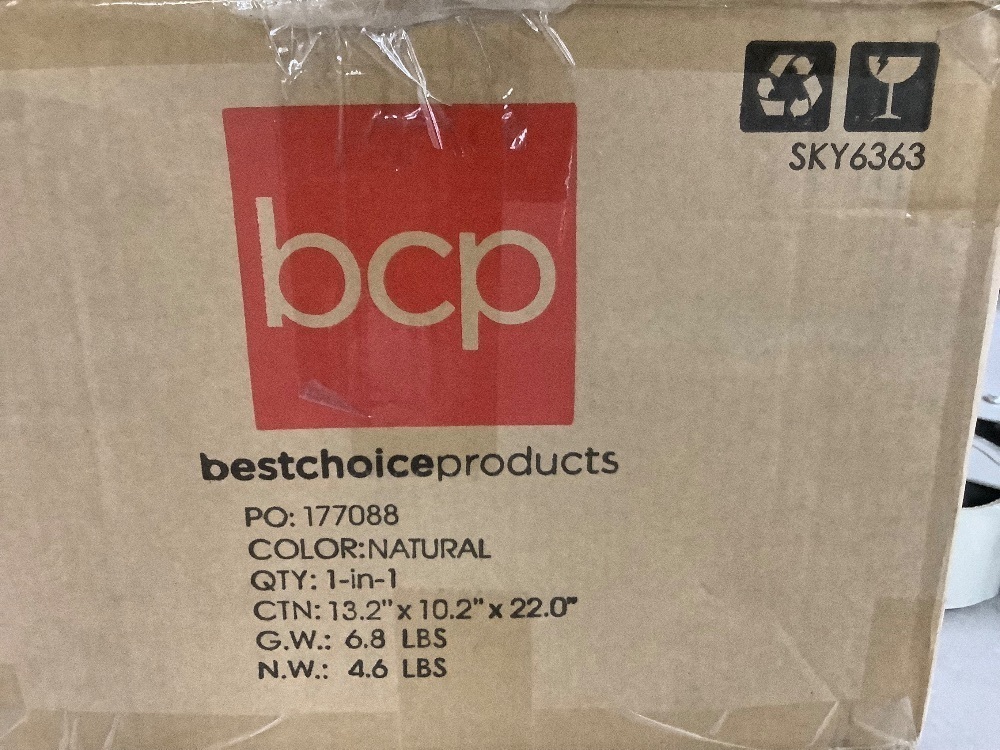 SKY6363
bcp
bestchoiceproducts
PO: 177088
COLOR:NATURAL
QTY: 1-in-1
CTN: 13.2"x 10.2"x 22.0"
G.W.: 6.8 LBS
N.W.: 4.6 LBS